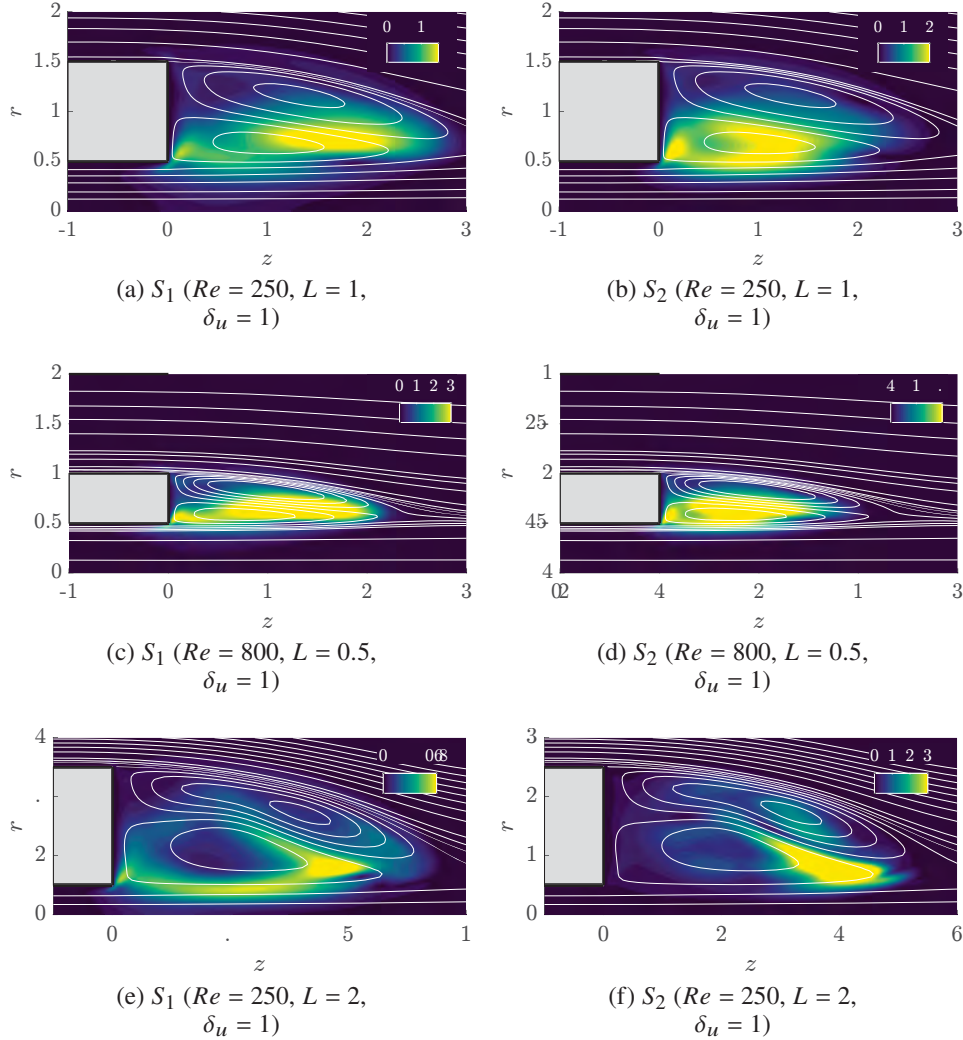 2
1.5
1
0.5
0
r
0 1
-1 0 1 2 3
z
(a) S₁ (Re = 250, L = 1,
δᵤ = 1)
2
1.5
1
0.5
0
r
0 1 2
-1 0 1 2 3
z
(b) S₂ (Re = 250, L = 1,
δᵤ = 1)
2
1.5
1
0.5
0
r
0 1 2 3
-1 0 1 2 3
z
(c) S₁ (Re = 800, L = 0.5,
δᵤ = 1)
1
25
2
45
4
r
4 1 .
4 2 1 3
z
(d) S₂ (Re = 800, L = 0.5,
δᵤ = 1)
4
.
2
0
r
0
0 . 5 1
z
(e) S₁ (Re = 250, L = 2,
δᵤ = 1)
3
2
1
0
r
0 1 2 3
0 2 4 6
z
(f) S₂ (Re = 250, L = 2,
δᵤ = 1)